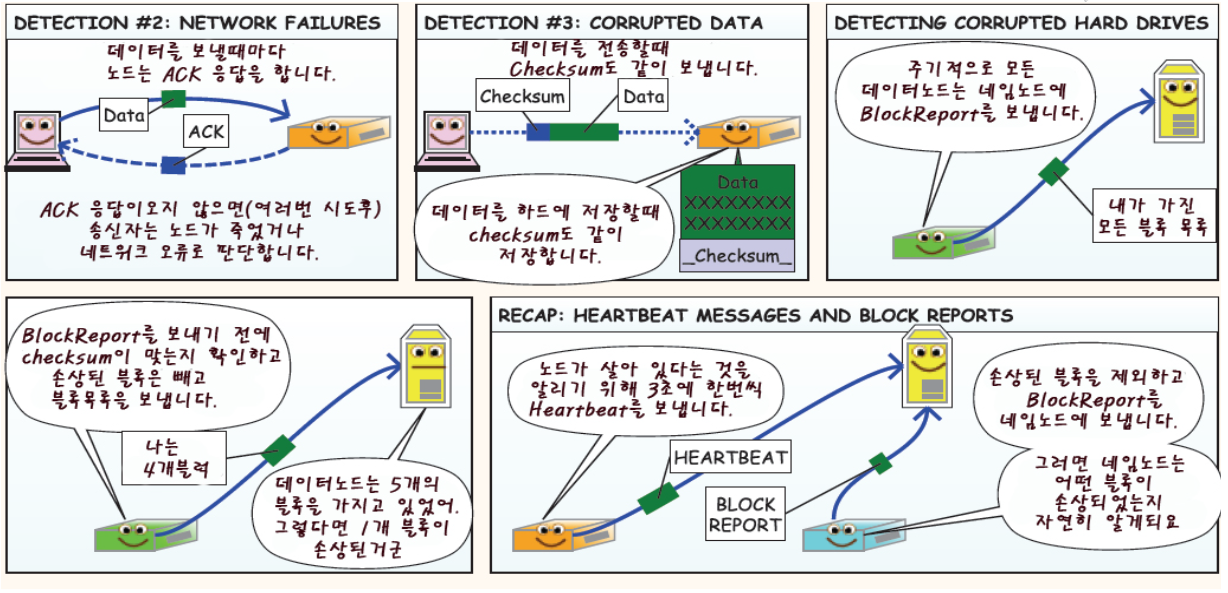 DETECTION #2: NETWORK FAILURES
데이터를 보낼때마다
노드는 ACK 응답을 합니다.
Data
ACK
ACK 응답이오지 않으면(여러번 시도후)
송신자는 노드가 죽었거나
네트워크 오류로 판단합니다.
DETECTION #3: CORRUPTED DATA
데이터를 전송할때
Checksum도 같이 보냅니다.
Checksum
Data
데이터를 하드에 저장할때
checksum도 같이
저장합니다.
Data
XXXXXXXX
XXXXXXXX
_Checksum_
DETECTING CORRUPTED HARD DRIVES
주기적으로 모든
데이터노드는 네임노드에
BlockReport를 보냅니다.
내가 가진
모든 블록 목록
BlockReport를 보내기 전에
checksum이 맞는지 확인하고
손상된 블록은 빼고
블록목록을 보냅니다.
나는
4개블럭
데이터노드는 5개의
블록을 가지고 있었어.
그렇다면 1개 블록이
손상된거군
RECAP: HEARTBEAT MESSAGES AND BLOCK REPORTS
노드가 살아 있다는 것을
알리기 위해 3초에 한번씩
Heartbeat를 보냅니다.
HEARTBEAT
BLOCK
REPORT
손상된 블록을 제외하고
BlockReport를
네임노드에 보냅니다.
그러면 네임노드는
어떤 블록이
손상되었는지
자연히 알게되요